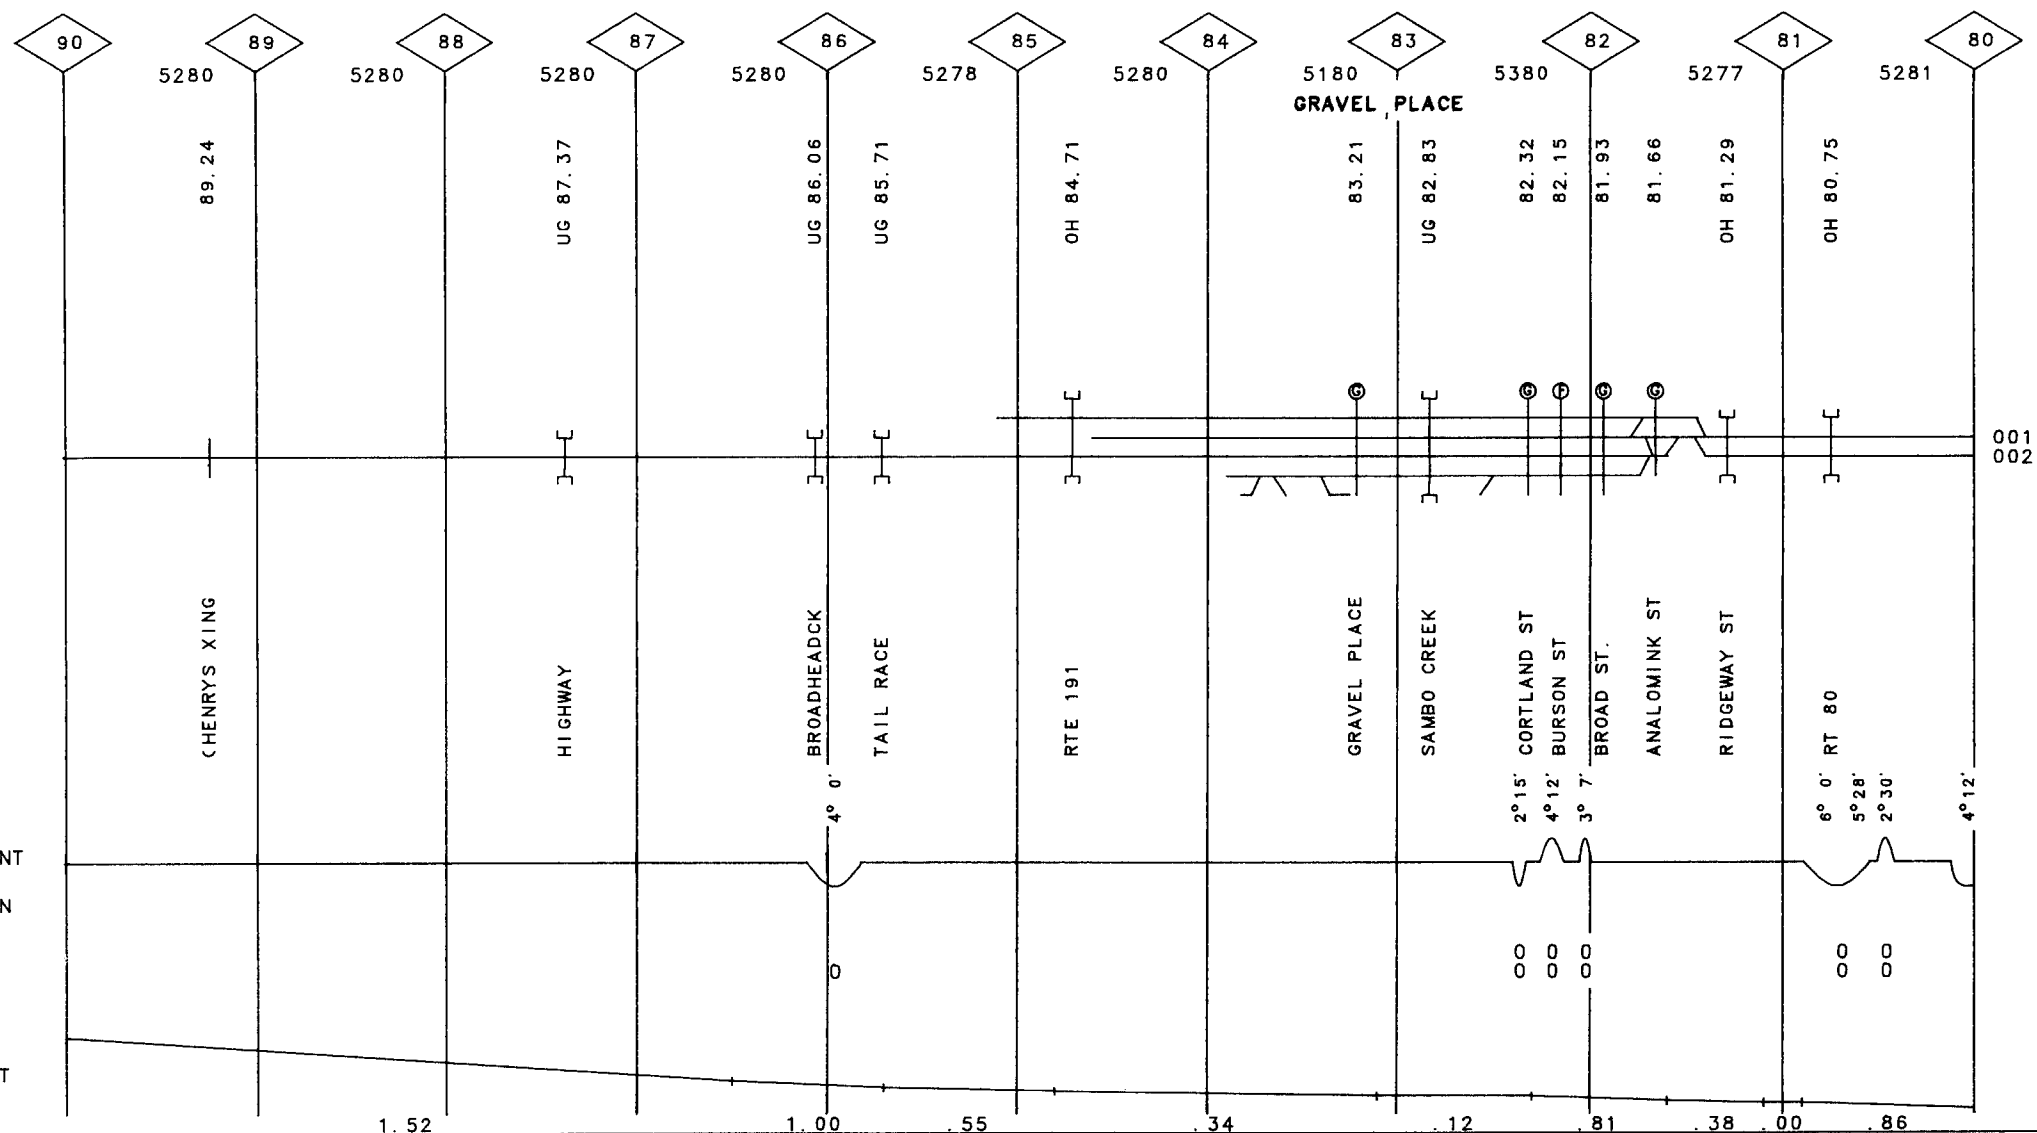 90 89 88 87 86 85 84 83 82 81 80
5280 5280 5280 5280 5278 5280 5180 5380 5277 5281
GRAVEL PLACE
89.24
UG 87.37
UG 86.06
UG 85.71
OH 84.71
83.21
UG 82.83
82.32
82.15
81.93
81.66
OH 81.29
OH 80.75
G G F G G
001
002
CHENRYS XING
HIGHWAY
BROADHEADCK
TAIL RACE
RTE 191
GRAVEL PLACE
SAMBO CREEK
CORTLAND ST
BURSON ST
BROAD ST.
ANALOMINK ST
RIDGEWAY ST
RT 80
4° 0'
2°15'
4°12'
3° 7'
6° 0'
5°28'
2°30'
4°12'
NT
N
0 0 0 0 0
0 0 0 0 0 0
T
1.52 1.00 .55 .34 .12 .81 .38 .00 .86